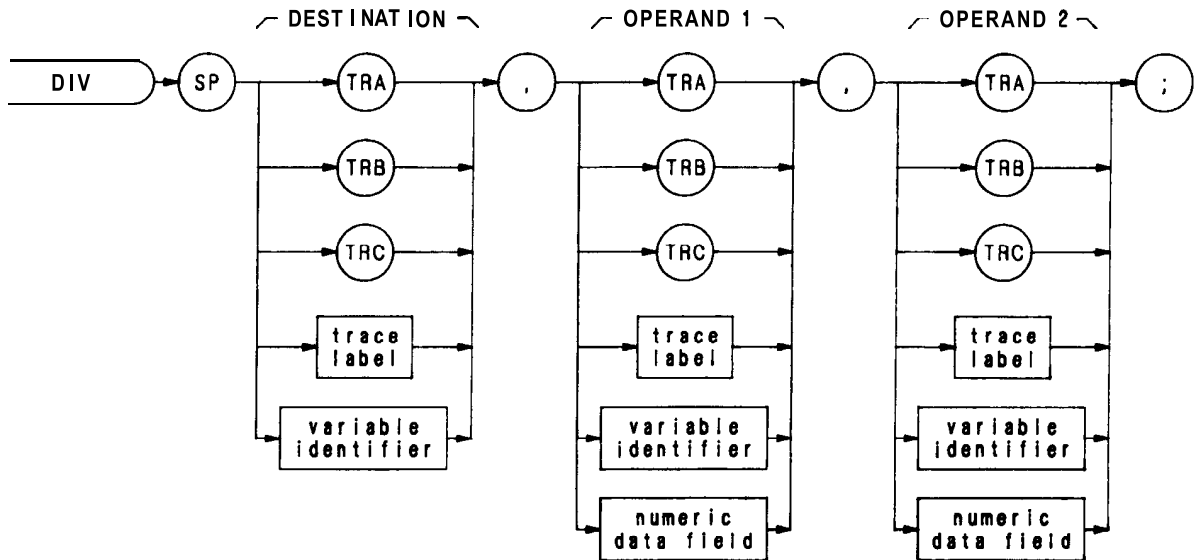 DESTINATION OPERAND 1 OPERAND 2
DIV SP TRA , TRA , TRA ;
TRB TRB TRB
TRC TRC TRC
trace trace trace
label label label
variable variable variable
identifier identifier identifier
numeric numeric
data field data field